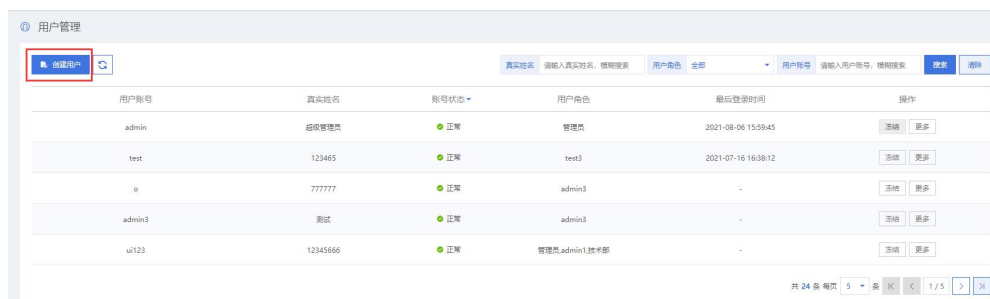 用户管理
创建用户 真实姓名 请输入真实姓名，模糊搜索 用户角色 全部 用户账号 请输入用户账号，模糊搜索 搜索 清除
用户账号 真实姓名 账号状态 用户角色 最后登录时间 操作
admin 超级管理员 正常 管理员 2021-08-06 15:59:45 冻结 更多
test 123465 正常 test3 2021-07-16 16:38:12 冻结 更多
o 777777 正常 admin3 - 冻结 更多
admin3 测试 正常 admin3 - 冻结 更多
ui123 12345666 正常 管理员,admin1,技术部 - 冻结 更多
共 24 条 每页 5 条 1 / 5